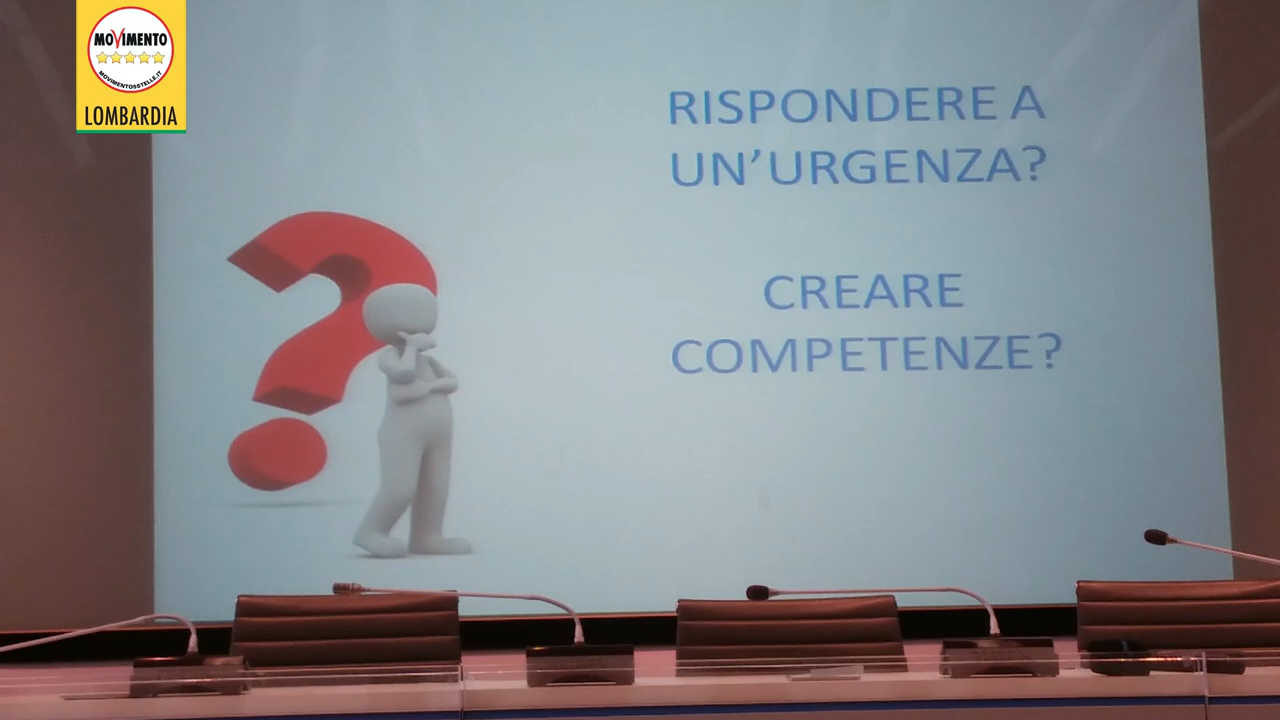 MOVIMENTO
MOVIMENTO5STELLE.IT
LOMBARDIA
RISPONDERE A
UN’URGENZA?
CREARE
COMPETENZE?